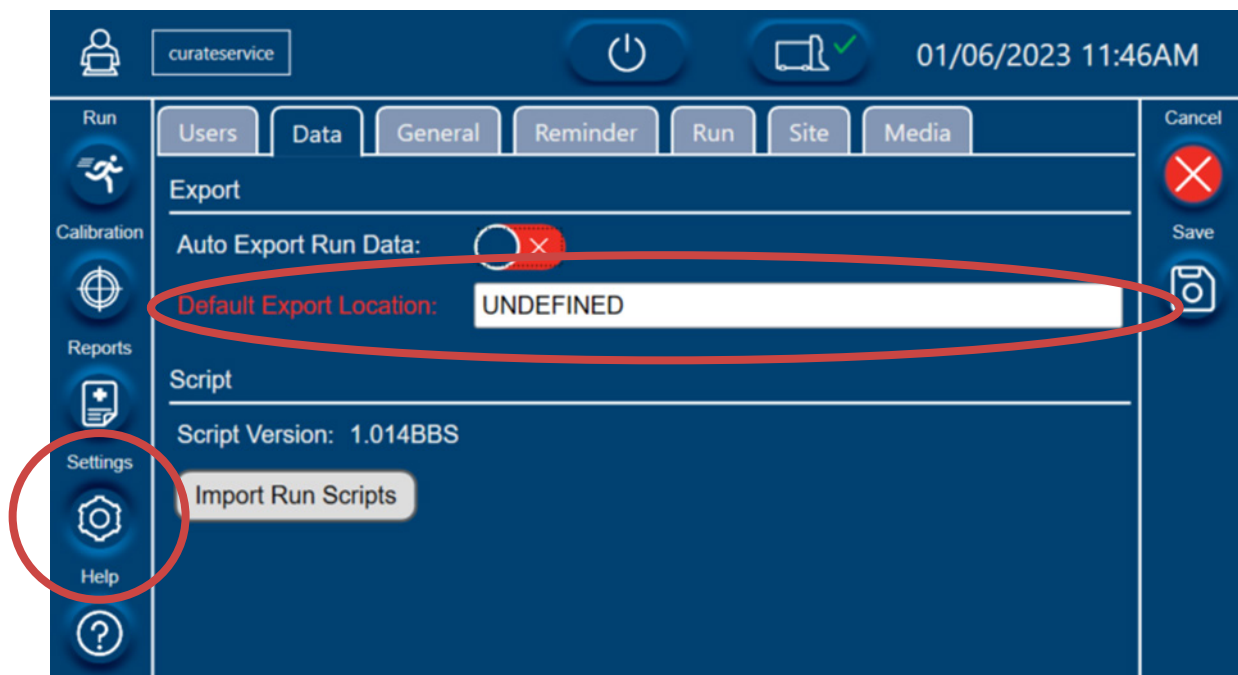 curateservice
01/06/2023 11:46AM
Run
Calibration
Reports
Settings
Help
Users Data General Reminder Run Site Media
Export
Auto Export Run Data:
Default Export Location: UNDEFINED
Script
Script Version: 1.014BBS
Import Run Scripts
Cancel
Save